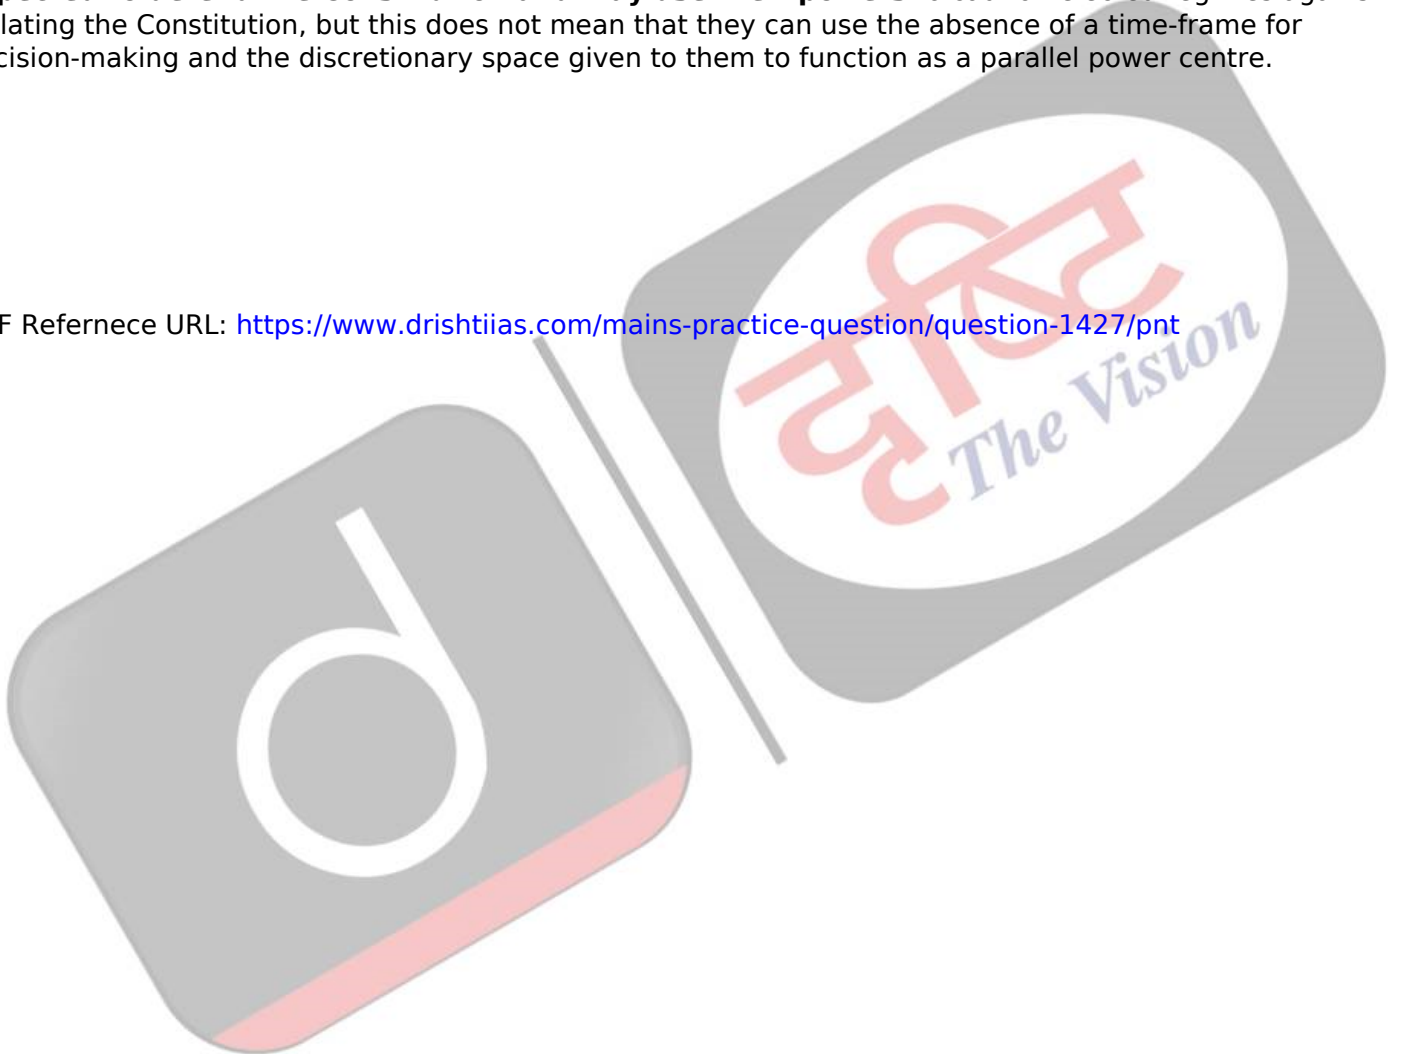 lating the Constitution, but this does not mean that they can use the absence of a time-frame for
cision-making and the discretionary space given to them to function as a parallel power centre.
F Refernece URL: https://www.drishtiias.com/mains-practice-question/question-1427/pnt
दृष्टि
The Vision
d